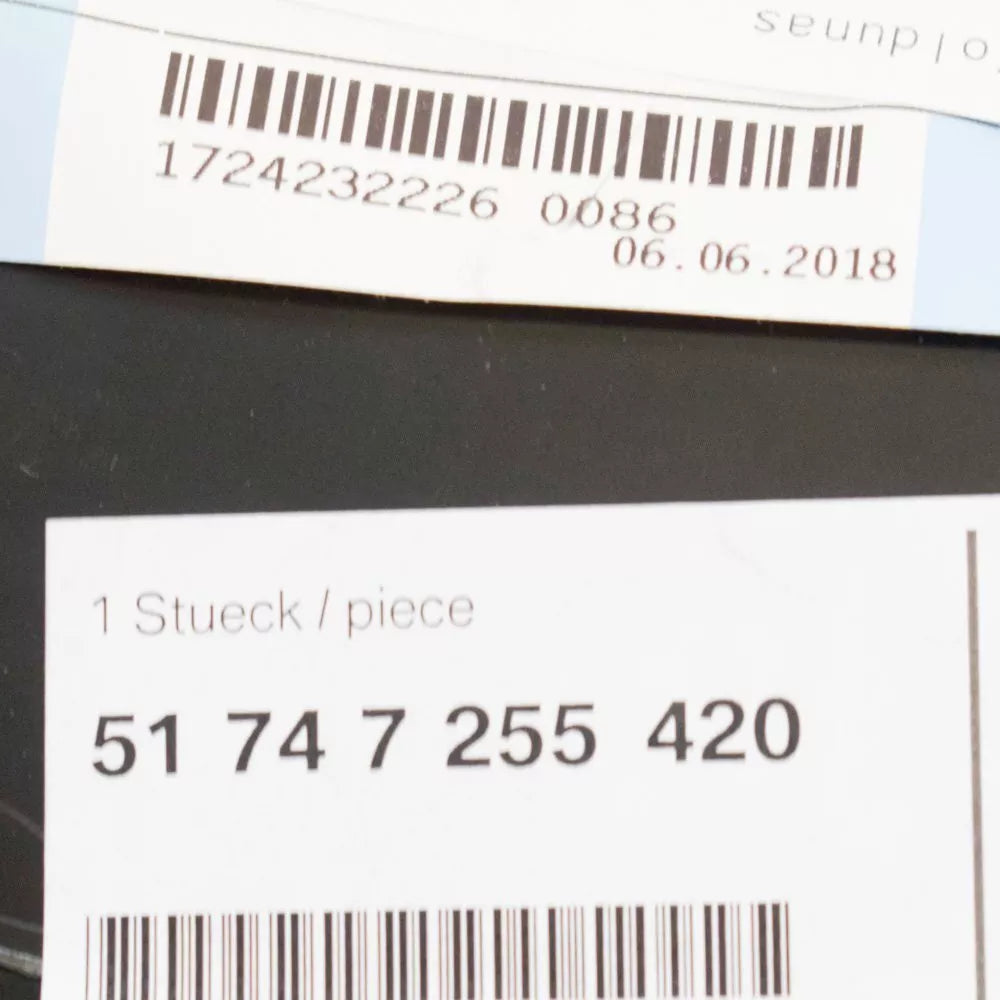 1724232226 0086
06.06.2018
1 Stueck / piece
51 74 7 255 420